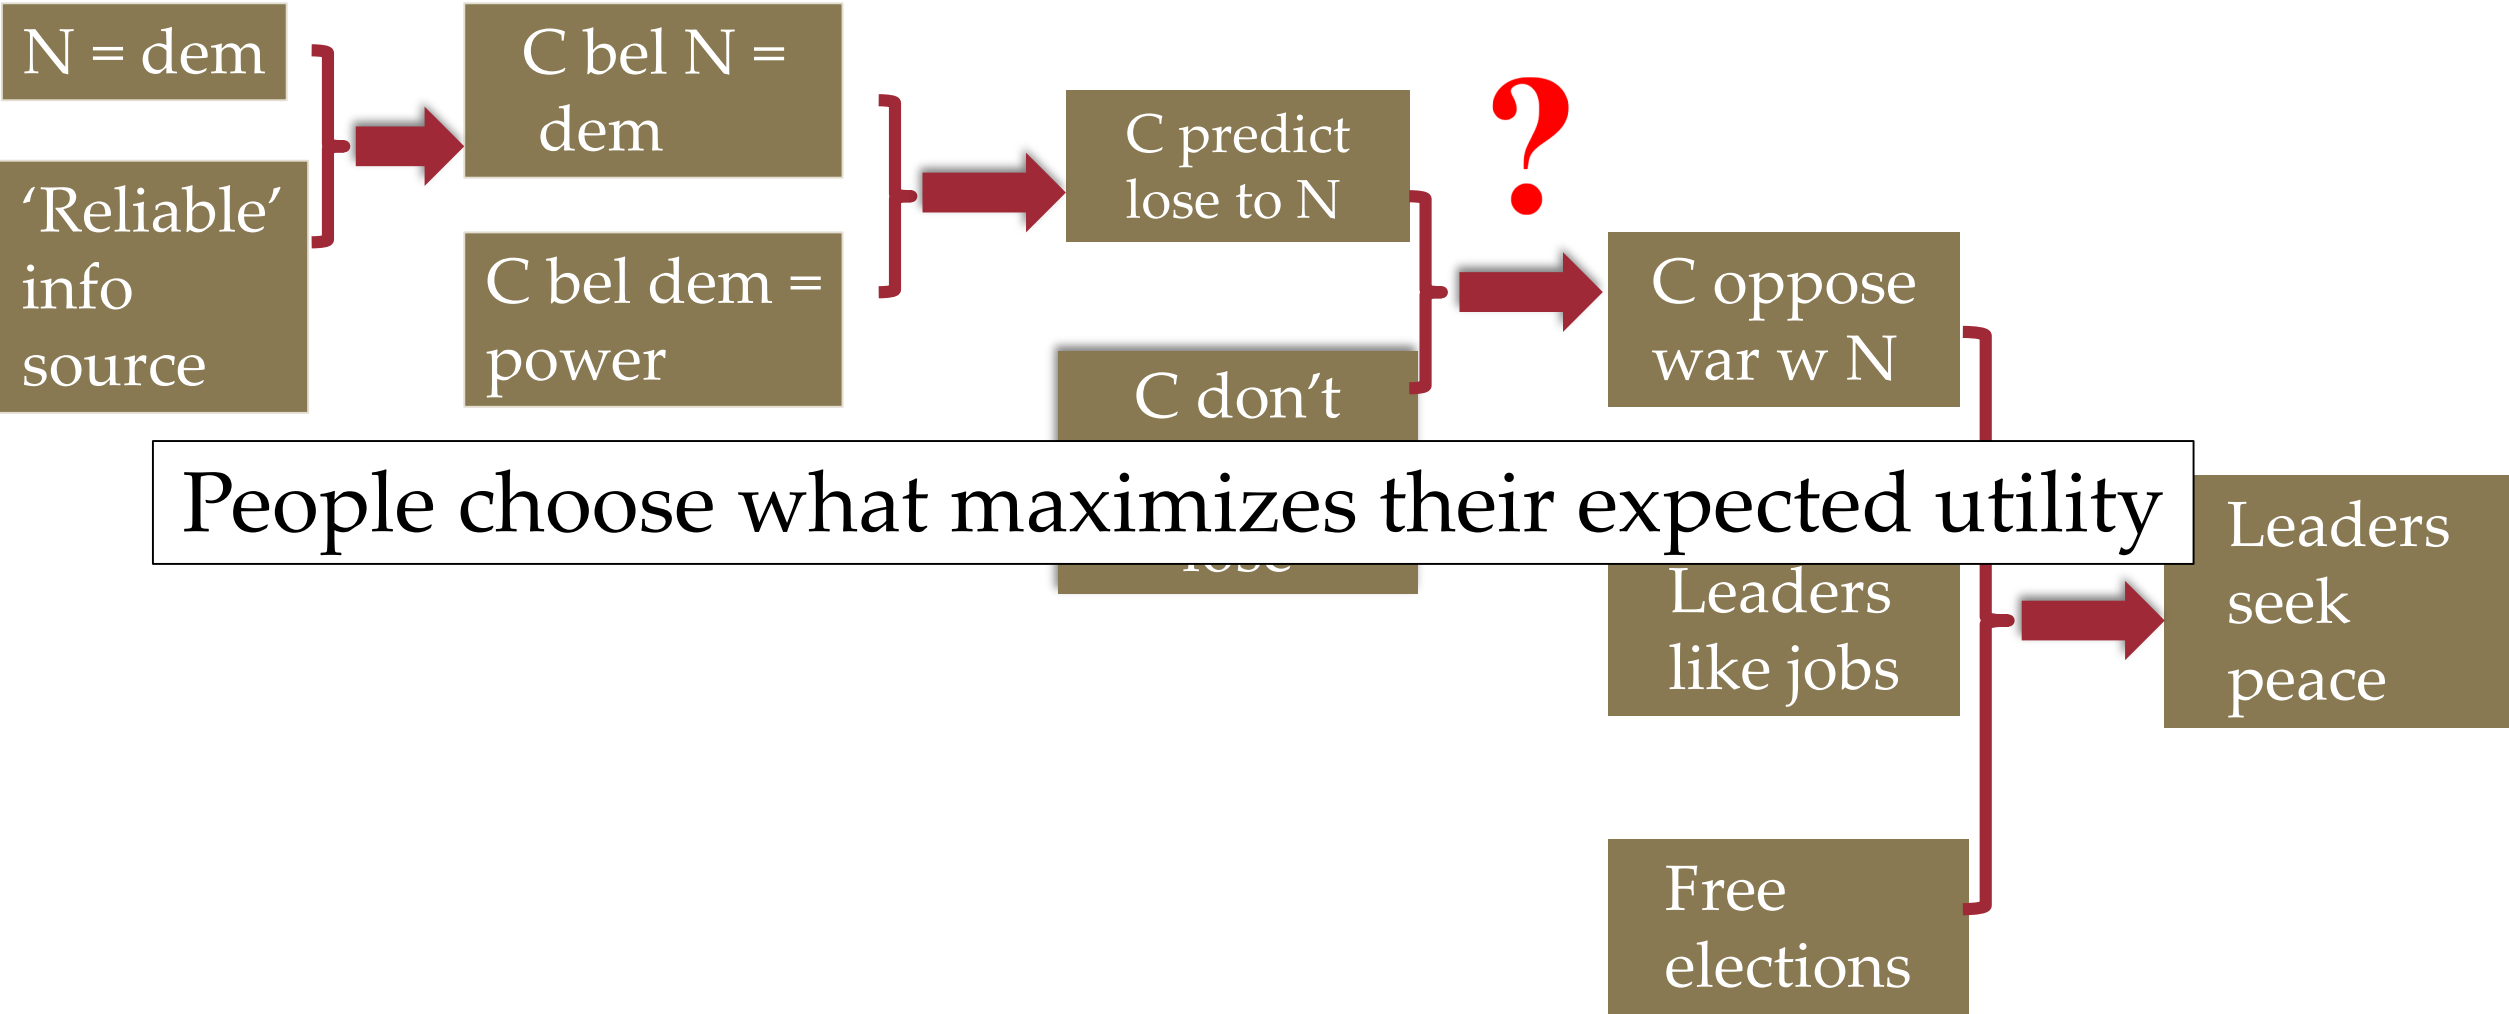 N = dem
'Reliable'
info
source
C bel N =
dem
C bel dem =
power
C predict
lose to N
?
C don't
C oppose
war w N
People choose what maximizes their expected utility
Leaders
like jobs
Leaders
seek
peace
Free
elections